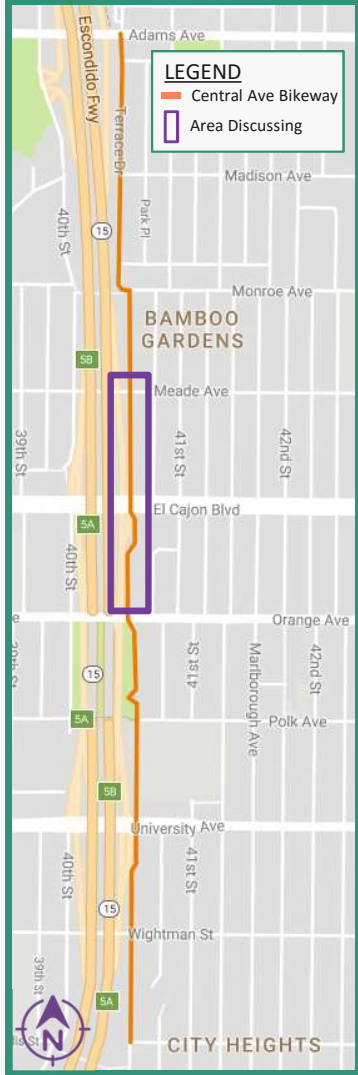 Adams Ave
Escondido Fwy
LEGEND
Central Ave Bikeway
Area Discussing
Terrace Dr
Madison Ave
40th St
Park Pl
15
Monroe Ave
BAMBOO
GARDENS
5B
Meade Ave
39th St
41st St
42nd St
El Cajon Blvd
5A
40th St
Orange Ave
41st St
Marlborough Ave
42nd St
15
5A
Polk Ave
5B
University Ave
40th St
41st St
15
Wightman St
39th St
5A
N
CITY HEIGHTS